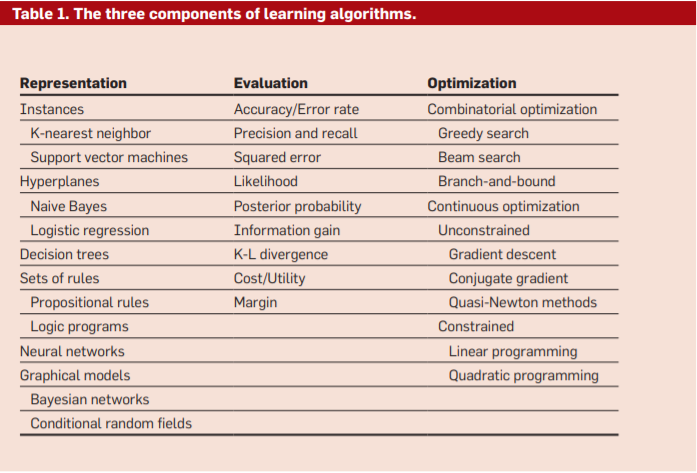 Table 1. The three components of learning algorithms.
Representation Evaluation Optimization
Instances Accuracy/Error rate Combinatorial optimization
K-nearest neighbor Precision and recall Greedy search
Support vector machines Squared error Beam search
Hyperplanes Likelihood Branch-and-bound
Naive Bayes Posterior probability Continuous optimization
Logistic regression Information gain Unconstrained
Decision trees K-L divergence Gradient descent
Sets of rules Cost/Utility Conjugate gradient
Propositional rules Margin Quasi-Newton methods
Logic programs Constrained
Neural networks Linear programming
Graphical models Quadratic programming
Bayesian networks
Conditional random fields